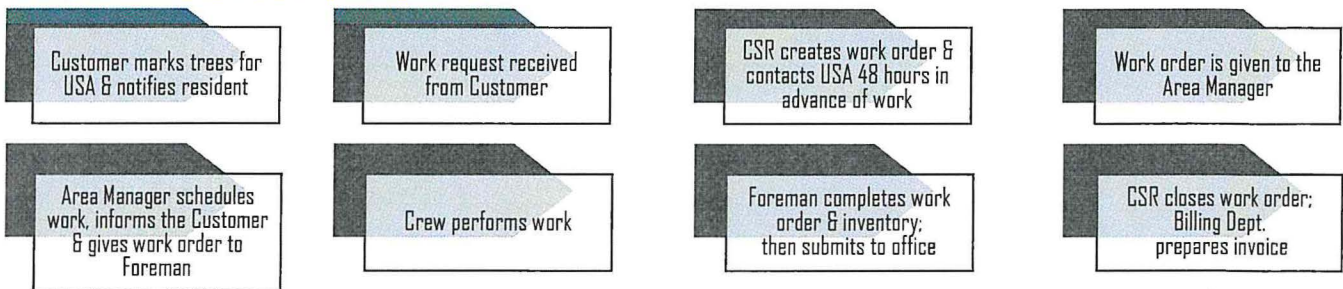 Customer marks trees for
USA & notifies resident
Work request received
from Customer
CSR creates work order &
contacts USA 48 hours in
advance of work
Work order is given to the
Area Manager
Area Manager schedules
work, informs the Customer
& gives work order to
Foreman
Crew performs work
Foreman completes work
order & inventory;
then submits to office
CSR closes work order;
Billing Dept.
prepares invoice